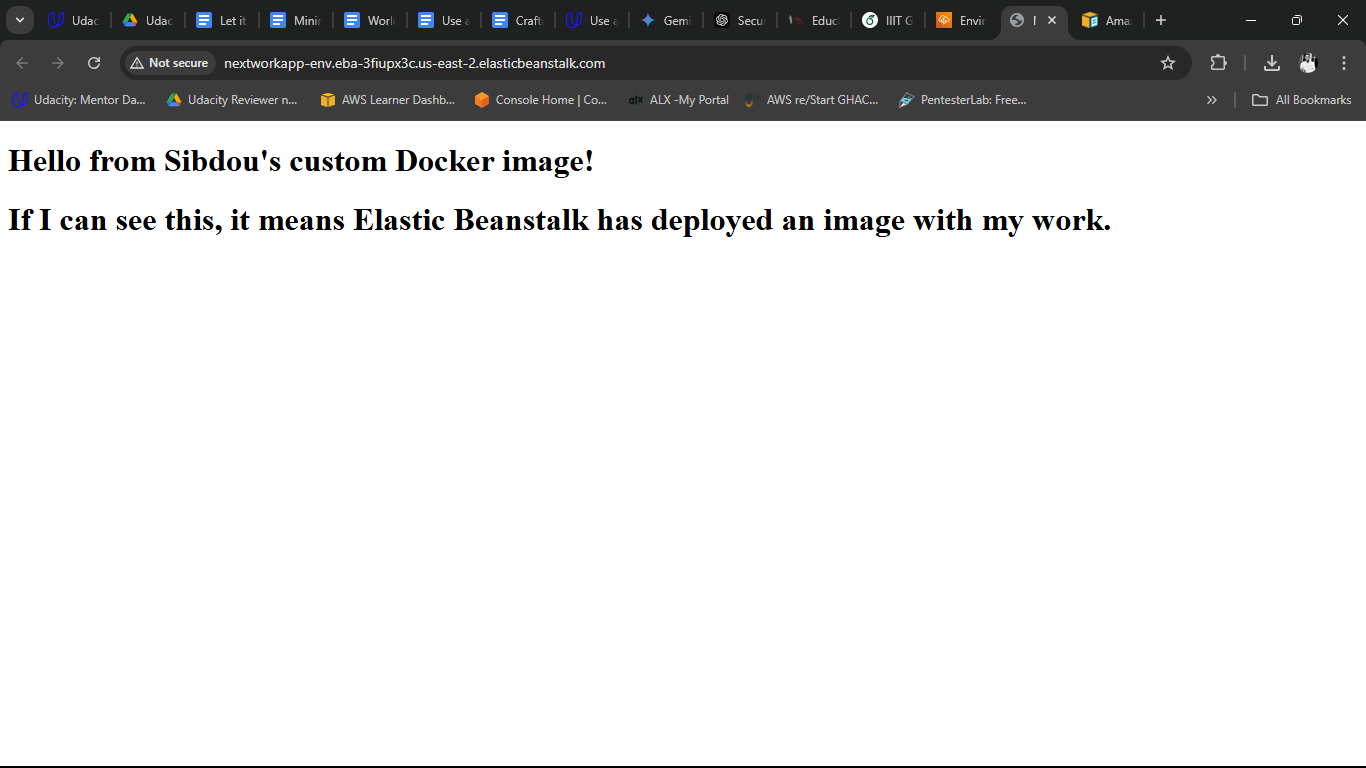 Udac
Udac
Let it
Minin
Work
Use a
Craft
Use a
Gemi
Secu
Educ
IIIT G
Envir
Ama
Not secure
nextworkapp-env.eba-3fiupx3c.us-east-2.elasticbeanstalk.com
Udacity: Mentor Da...
Udacity Reviewer n...
AWS Learner Dashb...
Console Home | Co...
alx
ALX -My Portal
AWS re/Start GHAC...
PentesterLab: Free...
All Bookmarks
Hello from Sibdou's custom Docker image!
If I can see this, it means Elastic Beanstalk has deployed an image with my work.